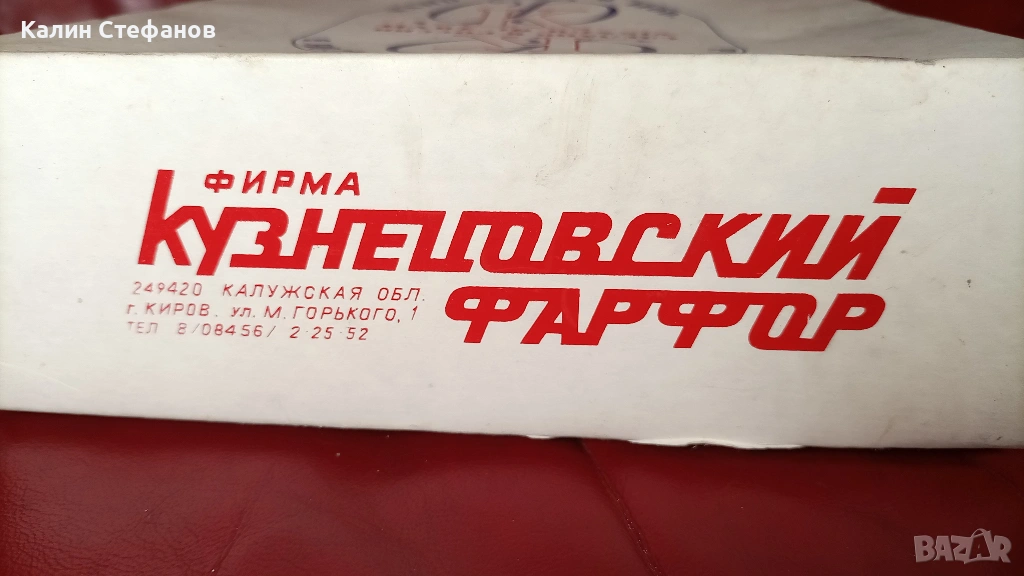 Калин Стефанов
ФИРМА
КУЗНЕЦОВСКИЙ
ФАРФОР
249420 КАЛУЖСКАЯ ОБЛ.
г. КИРОВ. ул. М. ГОРЬКОГО, 1
ТЕЛ 8/08456/ 2-25-52
BAZAR